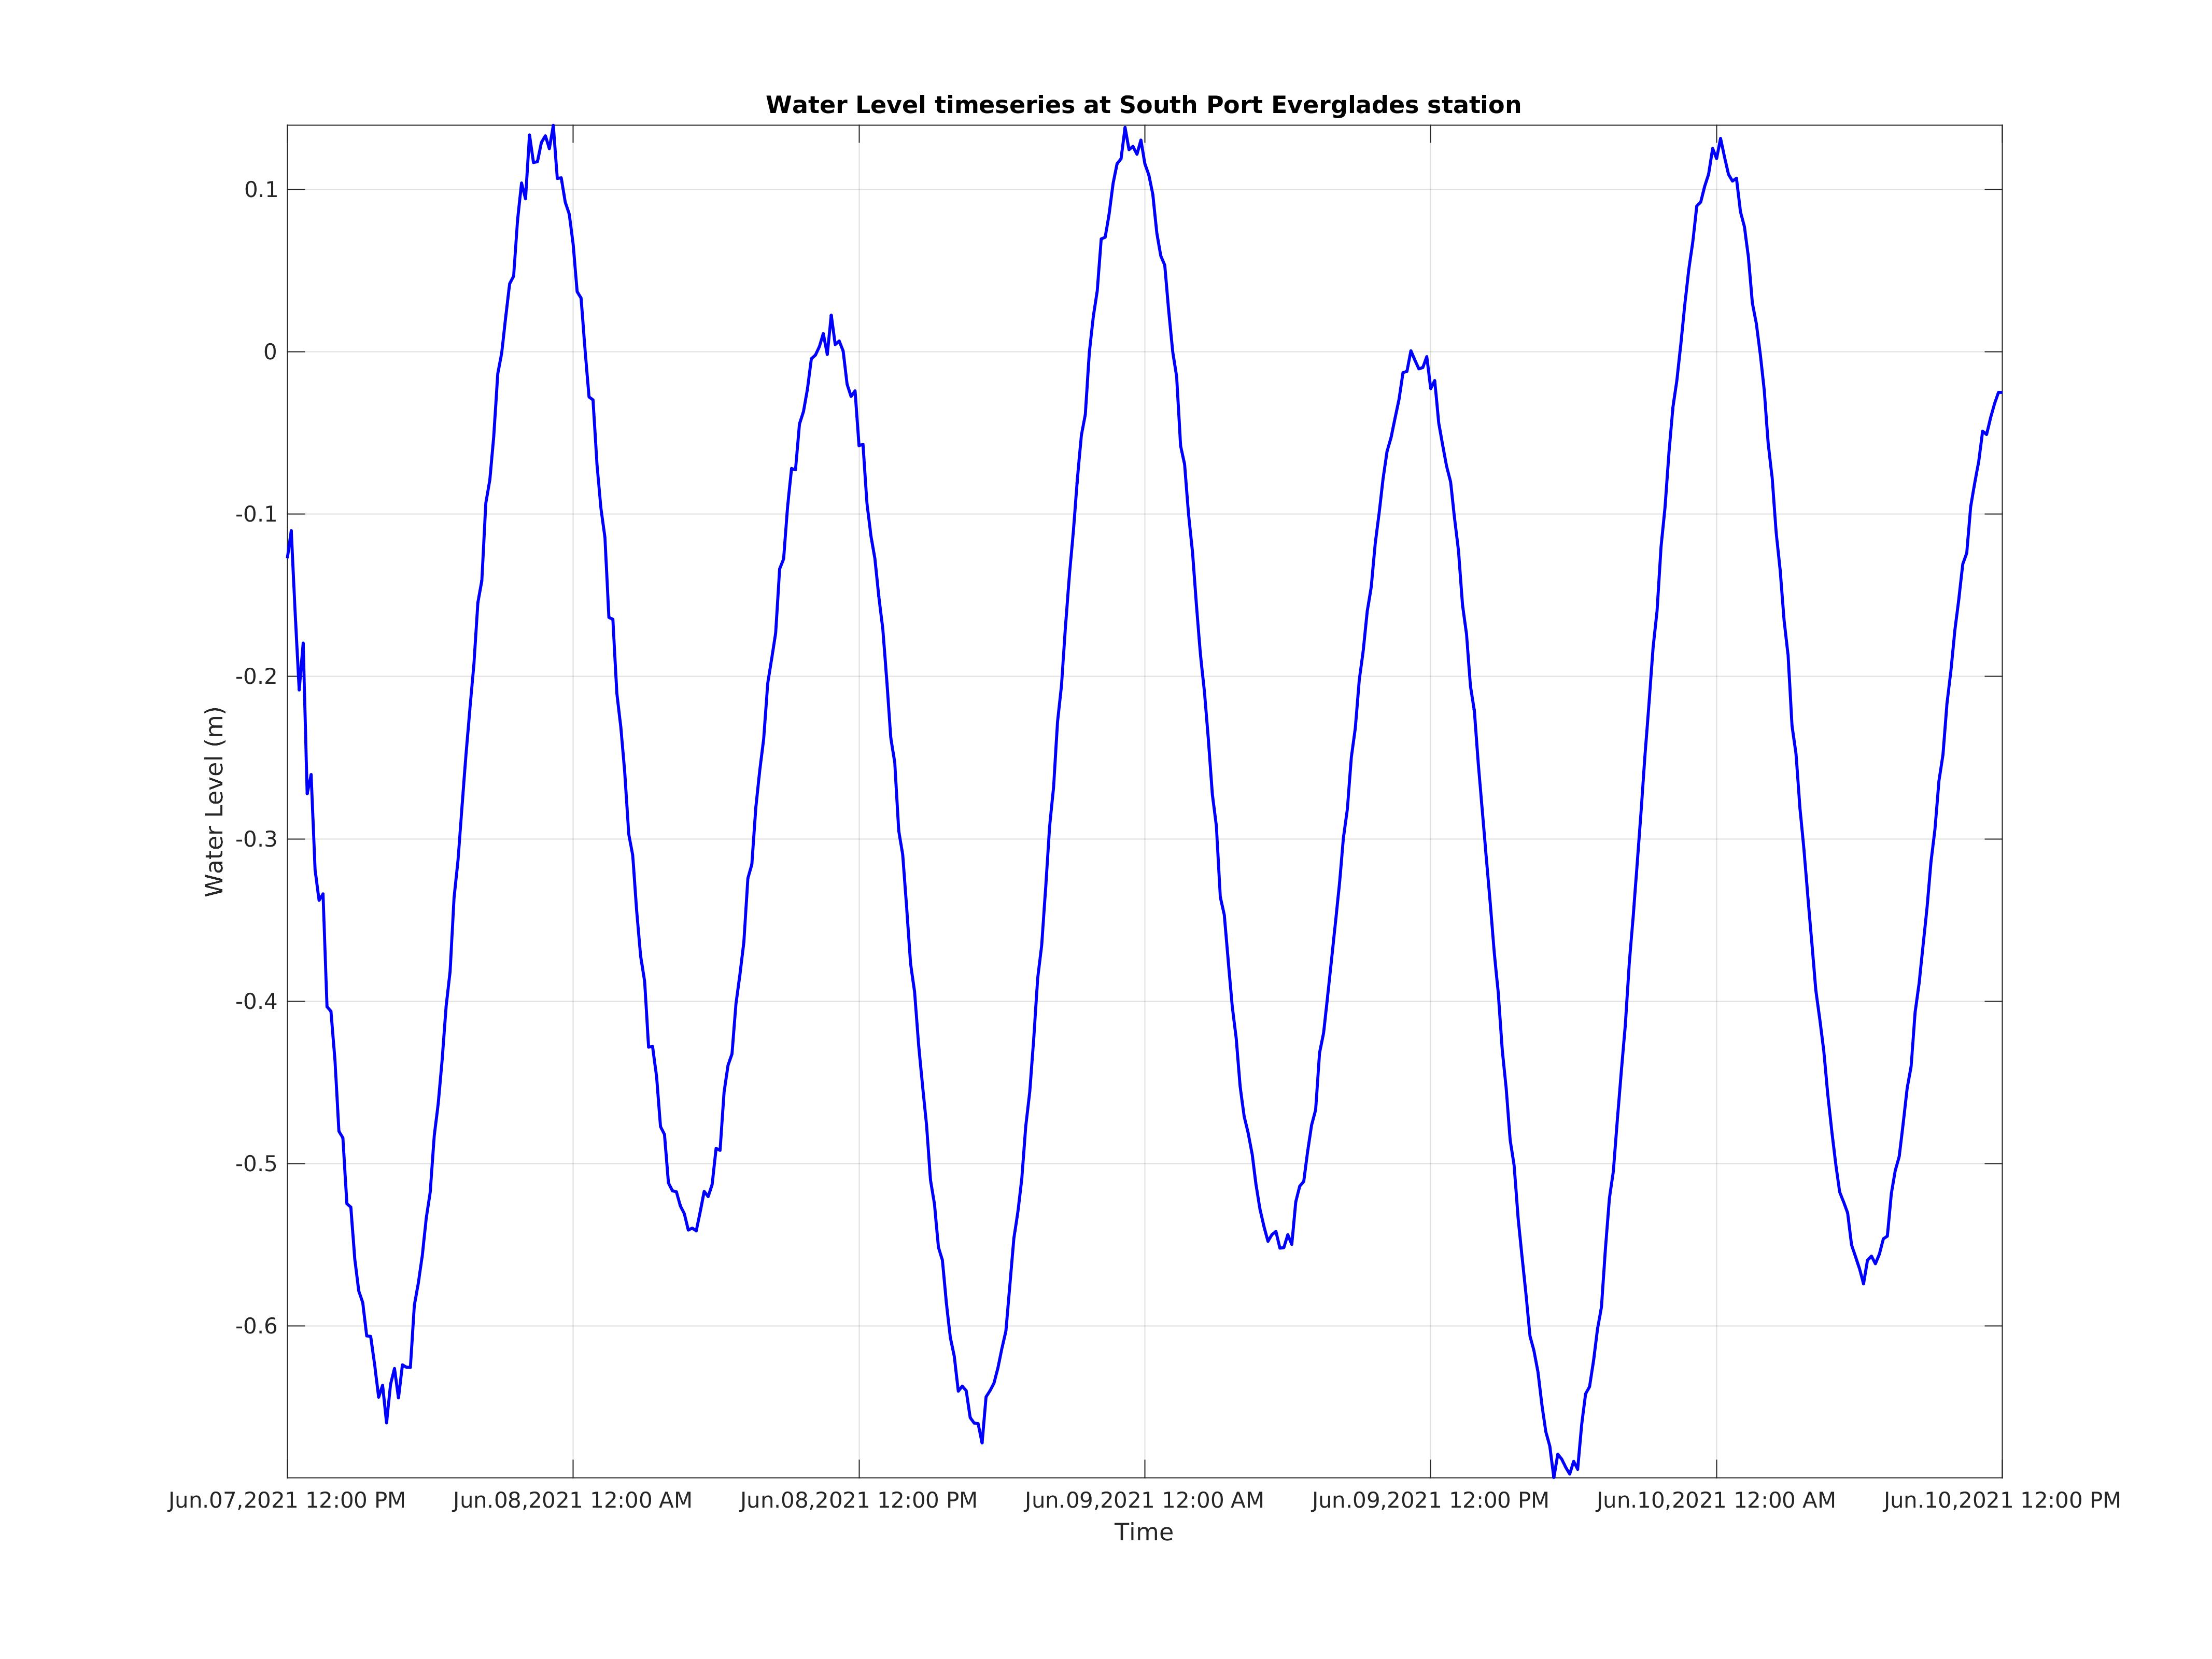 Water Level timeseries at South Port Everglades station
0.1
0
-0.1
-0.2
-0.3
-0.4
-0.5
-0.6
Water Level (m)
Jun.07,2021 12:00 PM Jun.08,2021 12:00 AM Jun.08,2021 12:00 PM Jun.09,2021 12:00 AM Jun.09,2021 12:00 PM Jun.10,2021 12:00 AM Jun.10,2021 12:00 PM
Time